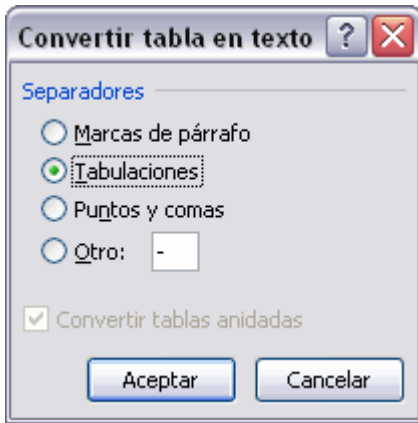 Convertir tabla en texto
Separadores
Marcas de párrafo
Tabulaciones
Puntos y comas
Otro: -
Convertir tablas anidadas
Aceptar Cancelar